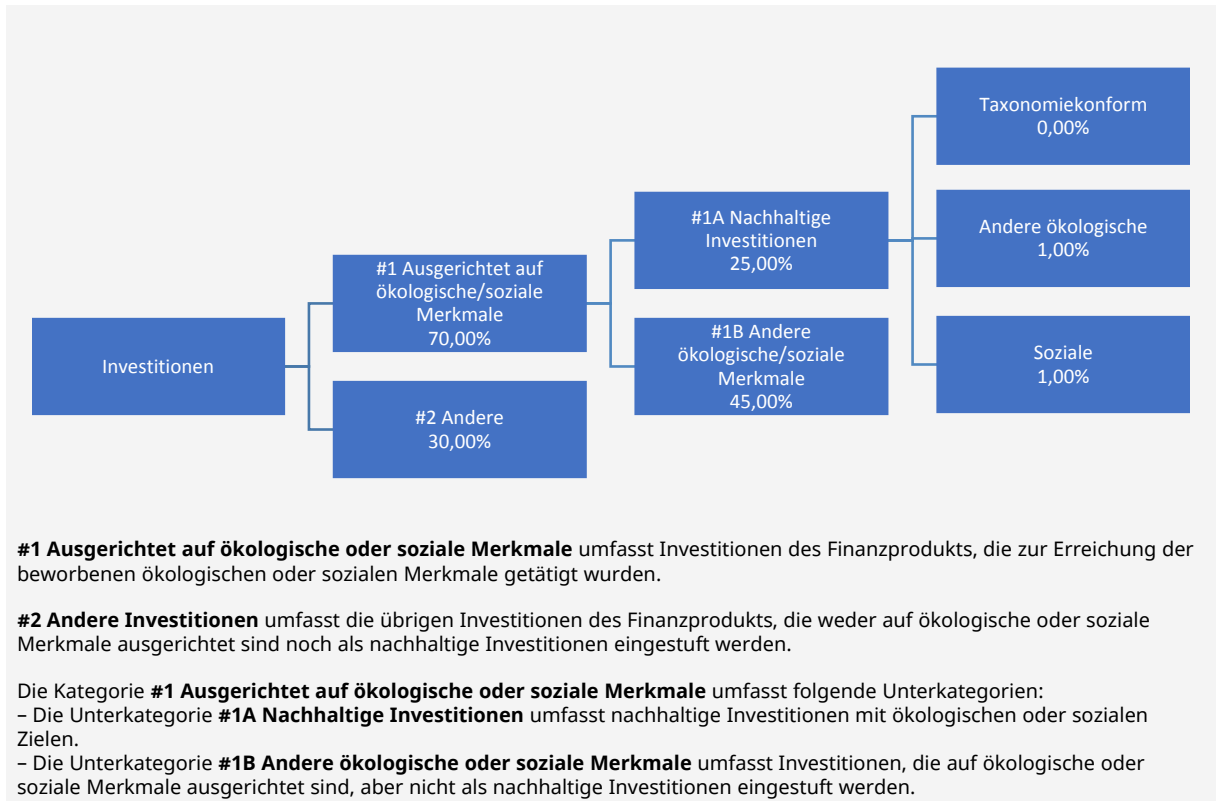 Investitionen
#1 Ausgerichtet auf
ökologische/soziale
Merkmale
70,00%
#2 Andere
30,00%
#1A Nachhaltige
Investitionen
25,00%
#1B Andere
ökologische/soziale
Merkmale
45,00%
Taxonomiekonform
0,00%
Andere ökologische
1,00%
Soziale
1,00%
#1 Ausgerichtet auf ökologische oder soziale Merkmale umfasst Investitionen des Finanzprodukts, die zur Erreichung der
beworbenen ökologischen oder sozialen Merkmale getätigt wurden.
#2 Andere Investitionen umfasst die übrigen Investitionen des Finanzprodukts, die weder auf ökologische oder soziale
Merkmale ausgerichtet sind noch als nachhaltige Investitionen eingestuft werden.
Die Kategorie #1 Ausgerichtet auf ökologische oder soziale Merkmale umfasst folgende Unterkategorien:
– Die Unterkategorie #1A Nachhaltige Investitionen umfasst nachhaltige Investitionen mit ökologischen oder sozialen
Zielen.
– Die Unterkategorie #1B Andere ökologische oder soziale Merkmale umfasst Investitionen, die auf ökologische oder
soziale Merkmale ausgerichtet sind, aber nicht als nachhaltige Investitionen eingestuft werden.